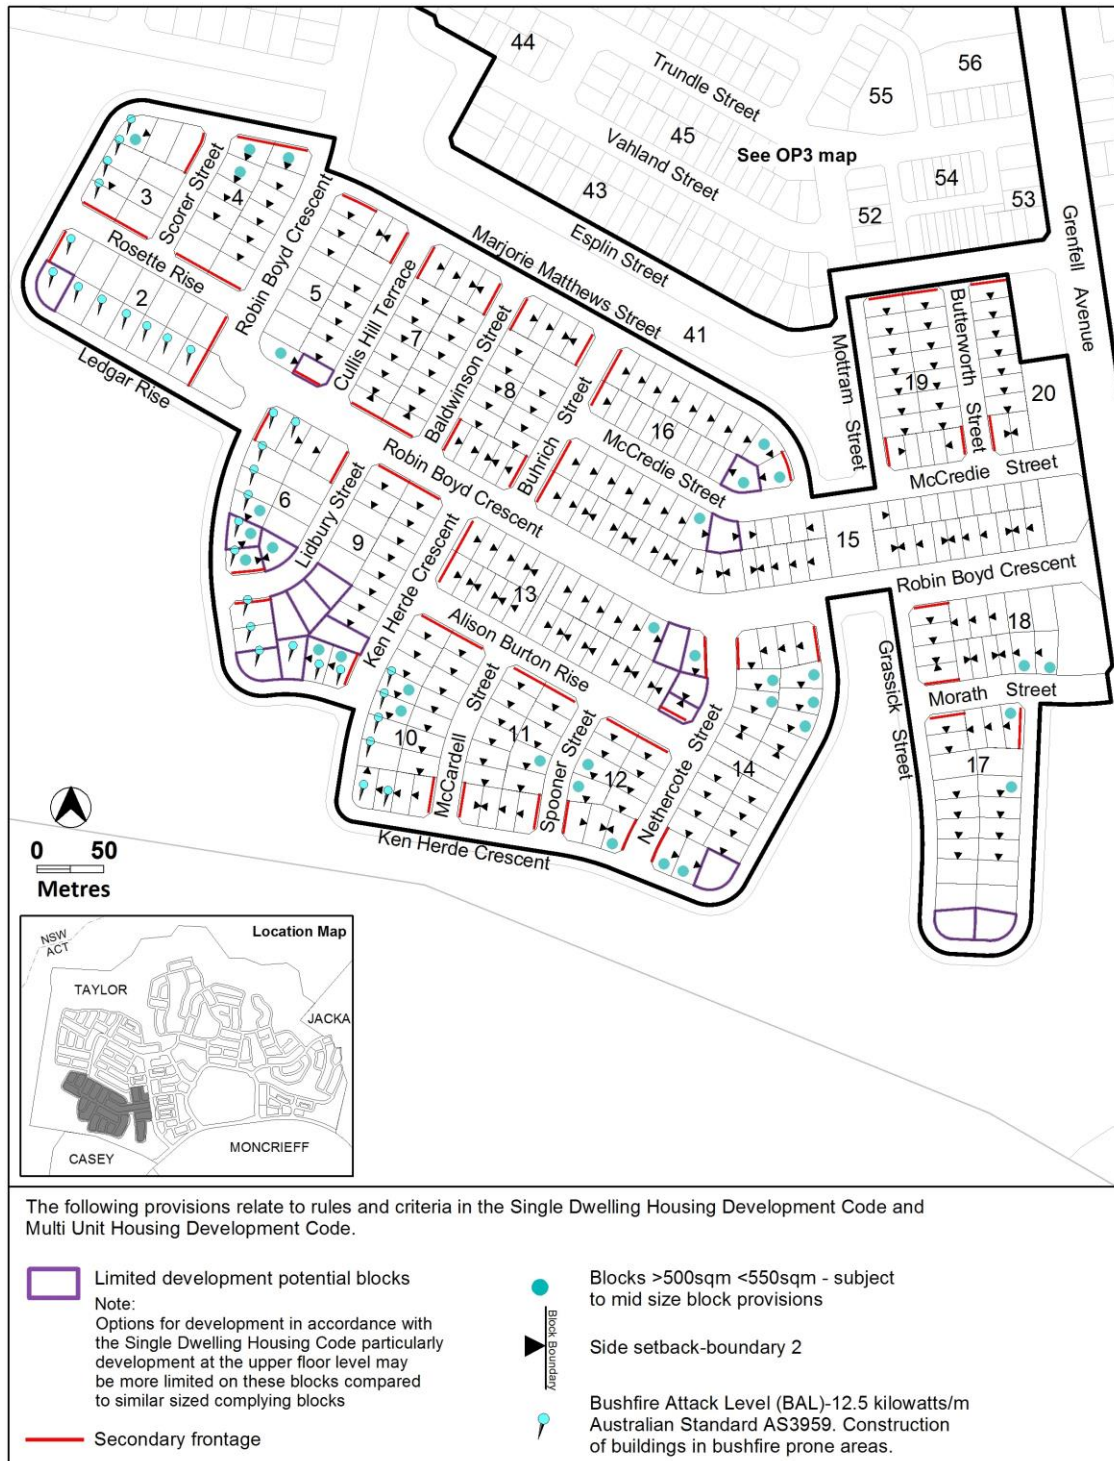 44
56
Trundle Street
55
45
Vahland Street
See OP3 map
43
54
53
52
Esplin Street
Grenfell Avenue
3
Scorer Street
4
Robin Boyd Crescent
Rosette Rise
2
5
Ledgar Rise
Cullis Hill Terrace
7
Marjorie Matthews Street
41
Baldwinson Street
8
Buhrich Street
16
McCredie Street
Mottram Street
19
Butterworth Street
20
McCredie Street
6
Lidbury Street
9
Robin Boyd Crescent
15
Robin Boyd Crescent
Ken Herde Crescent
13
Alison Burton Rise
18
Grassick Street
Morath Street
10
McCardell Street
11
Spooner Street
12
Nethercote Street
14
17
Ken Herde Crescent
0 50
Metres
Location Map
NSW
ACT
TAYLOR
JACKA
MONCRIEFF
CASEY
The following provisions relate to rules and criteria in the Single Dwelling Housing Development Code and
Multi Unit Housing Development Code.
Limited development potential blocks
Note:
Options for development in accordance with
the Single Dwelling Housing Code particularly
development at the upper floor level may
be more limited on these blocks compared
to similar sized complying blocks
Secondary frontage
Blocks >500sqm <550sqm - subject
to mid size block provisions
Block Boundary
Side setback-boundary 2
Bushfire Attack Level (BAL)-12.5 kilowatts/m
Australian Standard AS3959. Construction
of buildings in bushfire prone areas.